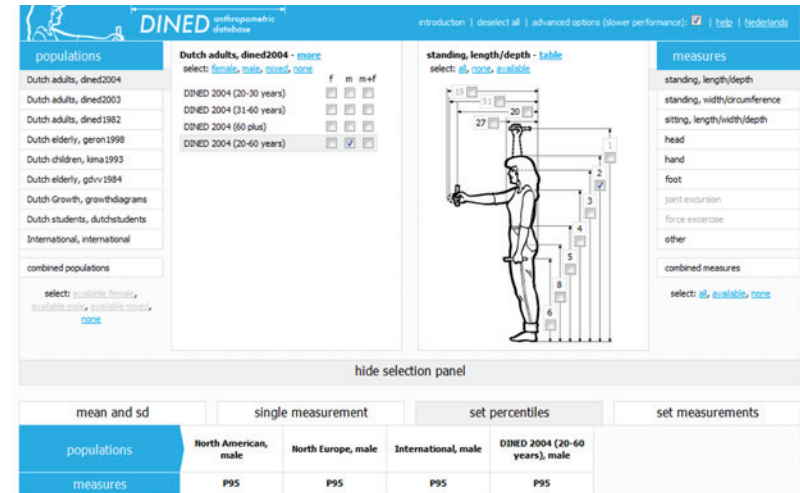 DINED anthropometric database
introduction | deselect all | advanced options (slower performance): | help | Nederlands
populations
Dutch adults, dined2004
Dutch adults, dined2003
Dutch adults, dined1982
Dutch elderly, geron1998
Dutch children, kima1993
Dutch elderly, gdvv1984
Dutch Growth, growthdiagrams
Dutch students, dutchstudents
International, international
combined populations
select: available female,
available male, available mixed,
none
Dutch adults, dined2004 - more
select: female, male, mixed, none
f m m+f
DINED 2004 (20-30 years)
DINED 2004 (31-60 years)
DINED 2004 (60 plus)
DINED 2004 (20-60 years)
standing, length/depth - table
select: all, none, available
19
51
20
27
1
2
3
4
5
8
6
measures
standing, length/depth
standing, width/circumference
sitting, length/width/depth
head
hand
foot
joint excursion
force excercise
other
combined measures
select: all, available, none
hide selection panel
mean and sd
single measurement
set percentiles
set measurements
populations
North American, male
North Europe, male
International, male
DINED 2004 (20-60 years), male
measures
P95
P95
P95
P95